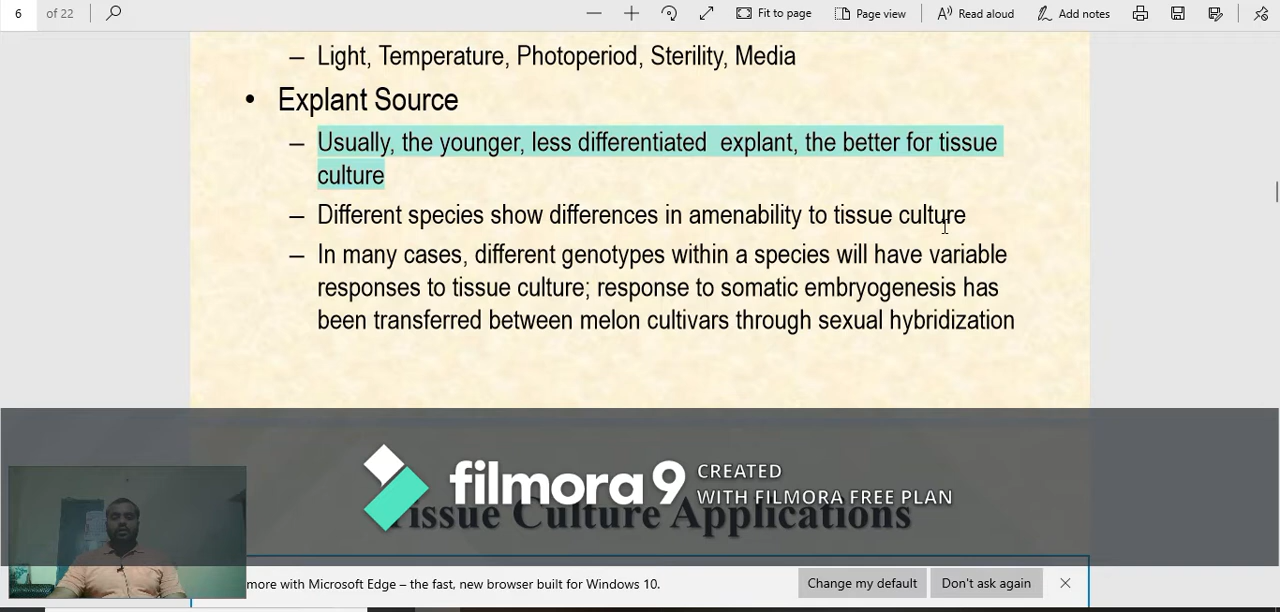 6 of 22 Fit to page Page view Read aloud Add notes
– Light, Temperature, Photoperiod, Sterility, Media
• Explant Source
– Usually, the younger, less differentiated explant, the better for tissue
culture
– Different species show differences in amenability to tissue culture
– In many cases, different genotypes within a species will have variable
responses to tissue culture; response to somatic embryogenesis has
been transferred between melon cultivars through sexual hybridization
filmora 9 CREATED
WITH FILMORA FREE PLAN
Tissue Culture Applications
more with Microsoft Edge – the fast, new browser built for Windows 10. Change my default Don't ask again